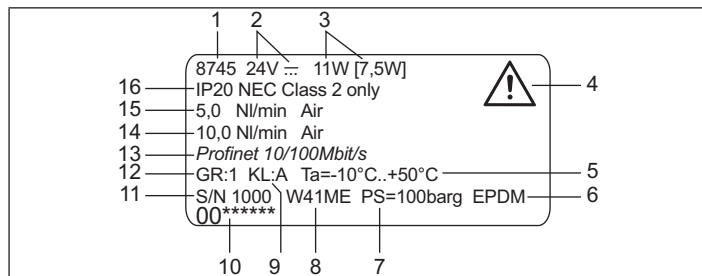 1 2 3
8745 24V 11W [7,5W]
16 IP20 NEC Class 2 only 4
15 5,0 Nl/min Air
14 10,0 Nl/min Air
13 Profinet 10/100Mbit/s
12 GR:1 KL:A Ta=-10°C..+50°C 5
11 S/N 1000 W41ME PS=100barg EPDM 6
00******
10 9 8 7